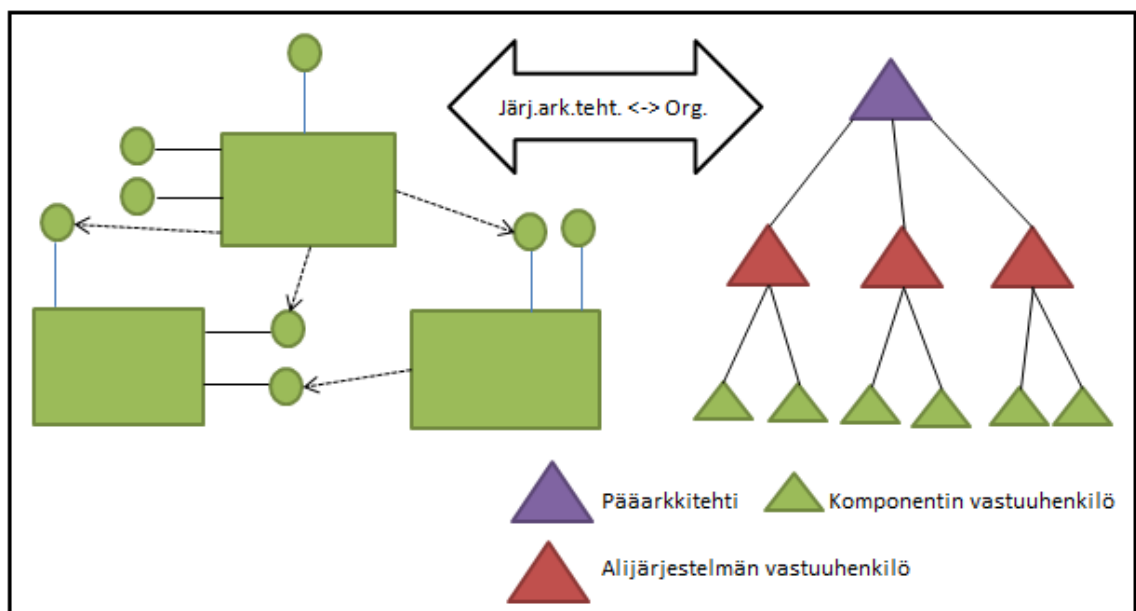 Järj.ark.teht. <-> Org.
Pääarkkitehti
Komponentin vastuuhenkilö
Alijärjestelmän vastuuhenkilö